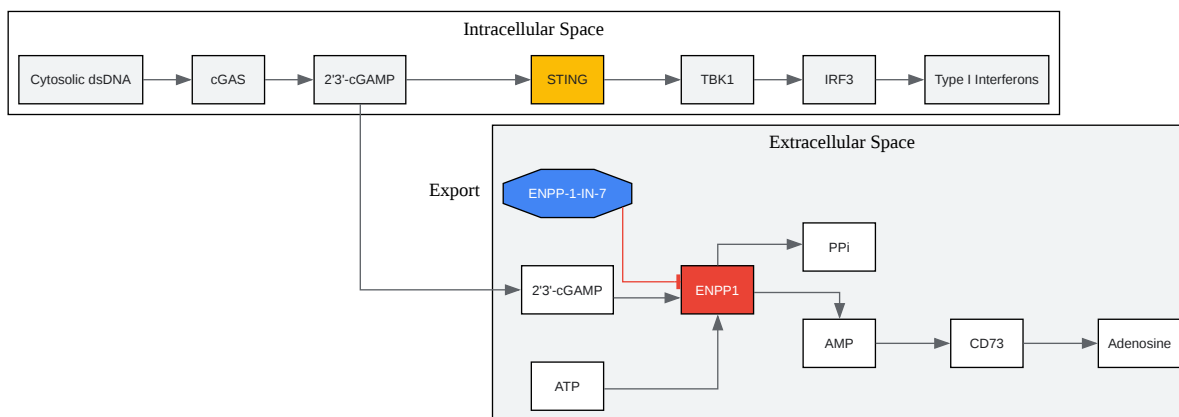 Intracellular Space
Cytosolic dsDNA
cGAS
2'3'-cGAMP
STING
TBK1
IRF3
Type I Interferons
Extracellular Space
Export
ENPP-1-IN-7
PPi
2'3'-cGAMP
ENPP1
AMP
CD73
Adenosine
ATP